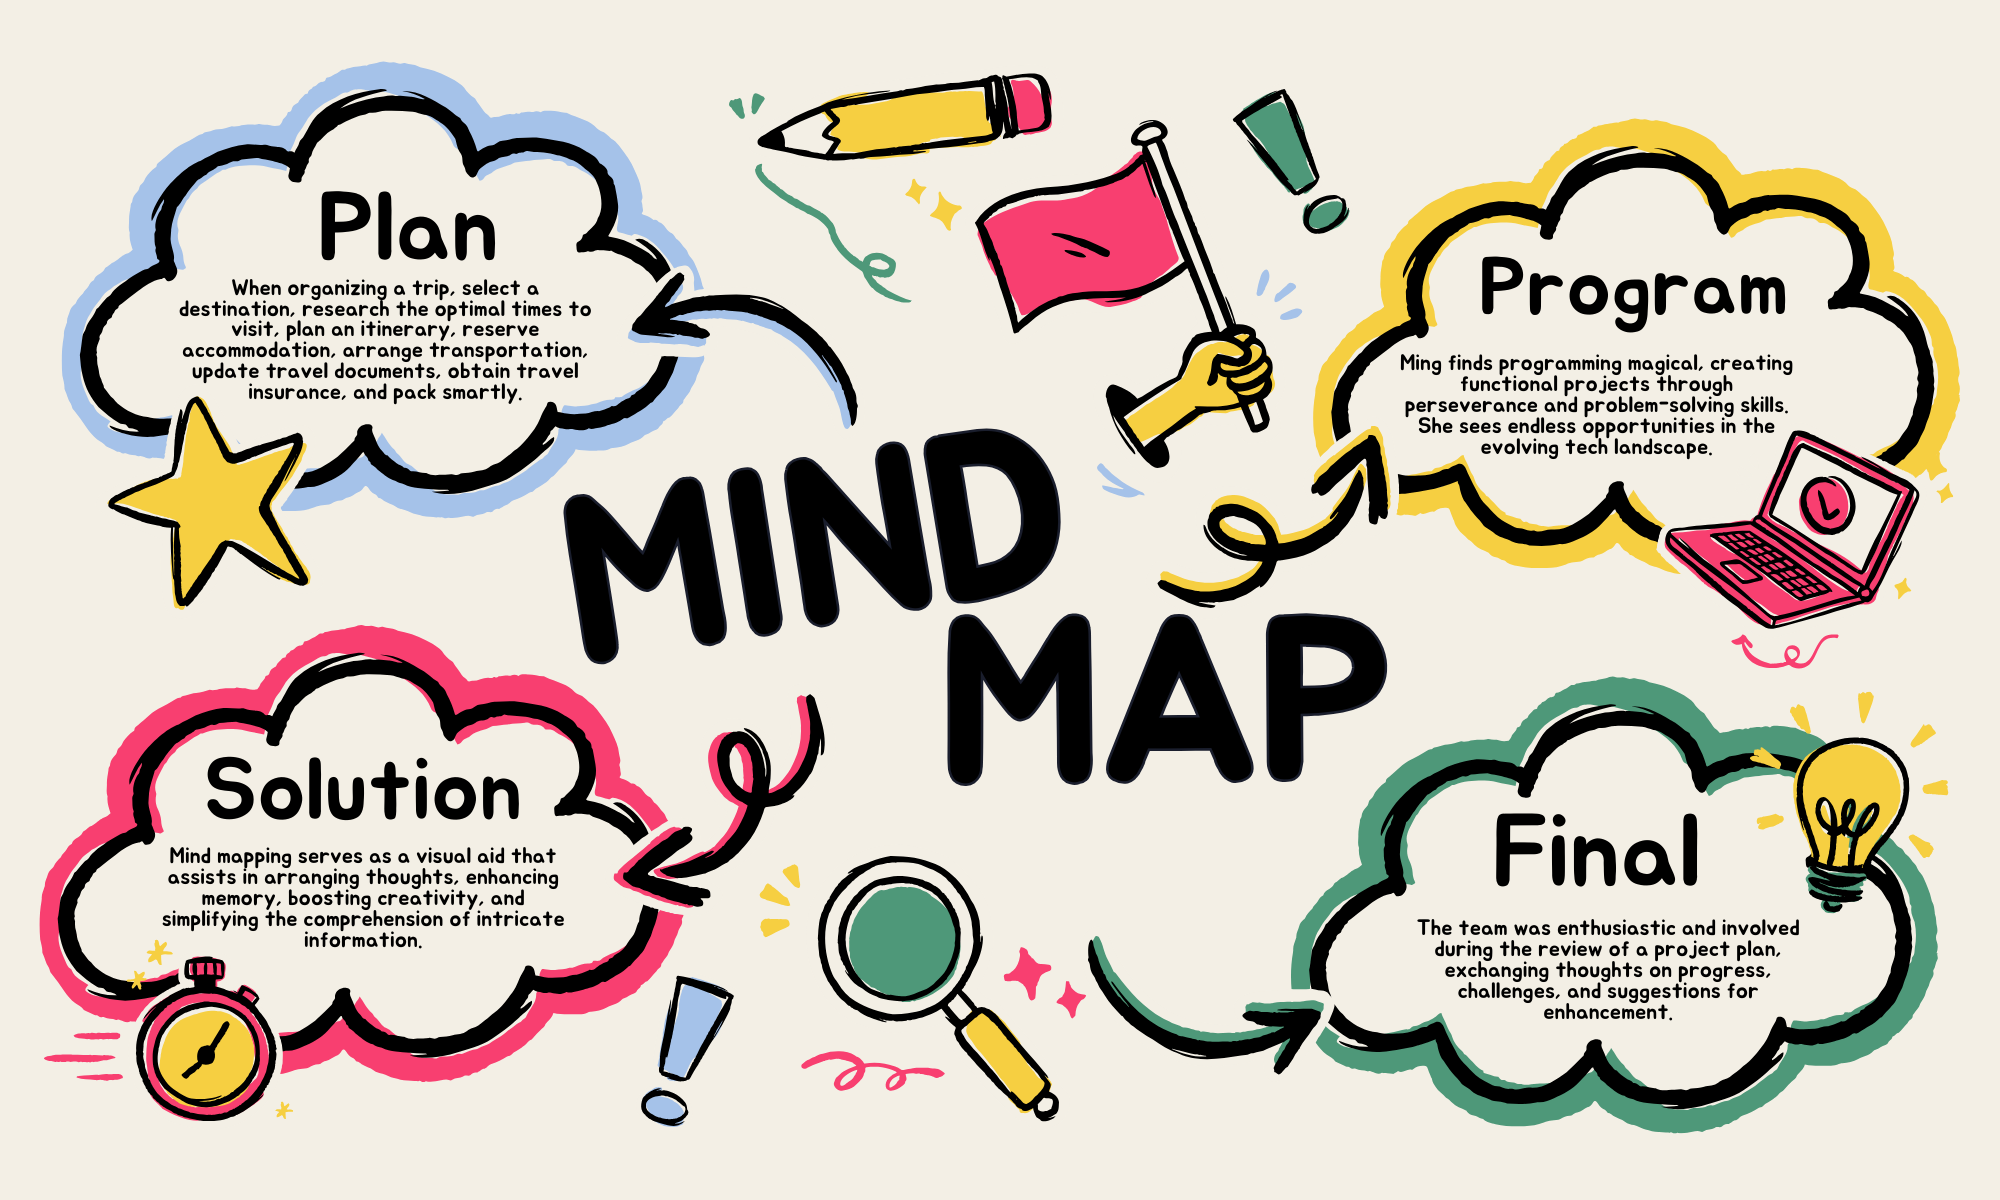 Plan
When organizing a trip, select a
destination, research the optimal times to
visit, plan an itinerary, reserve
accommodation, arrange transportation,
update travel documents, obtain travel
insurance, and pack smartly.
Program
Ming finds programming magical, creating
functional projects through
perseverance and problem-solving skills.
She sees endless opportunities in the
evolving tech landscape.
MIND
MAP
Solution
Mind mapping serves as a visual aid that
assists in arranging thoughts, enhancing
memory, boosting creativity, and
simplifying the comprehension of intricate
information.
Final
The team was enthusiastic and involved
during the review of a project plan,
exchanging thoughts on progress,
challenges, and suggestions for
enhancement.